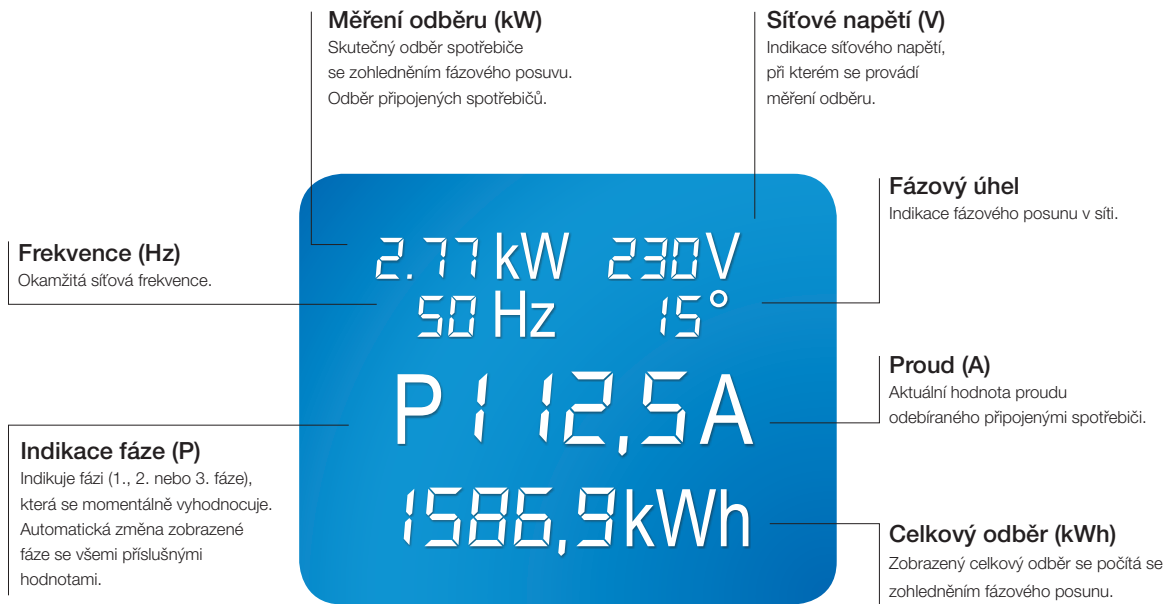 Měření odběru (kW)
Skutečný odběr spotřebiče
se zohledněním fázového posuvu.
Odběr připojených spotřebičů.
Síťové napětí (V)
Indikace síťového napětí,
při kterém se provádí
měření odběru.
Fázový úhel
Indikace fázového posunu v síti.
Frekvence (Hz)
Okamžitá síťová frekvence.
2.77 kW 230V
50 Hz 15°
P1 12,5A
1586,9kWh
Proud (A)
Aktuální hodnota proudu
odebíraného připojenými spotřebiči.
Indikace fáze (P)
Indikuje fázi (1., 2. nebo 3. fáze),
která se momentálně vyhodnocuje.
Automatická změna zobrazené
fáze se všemi příslušnými
hodnotami.
Celkový odběr (kWh)
Zobrazený celkový odběr se počítá se
zohledněním fázového posunu.